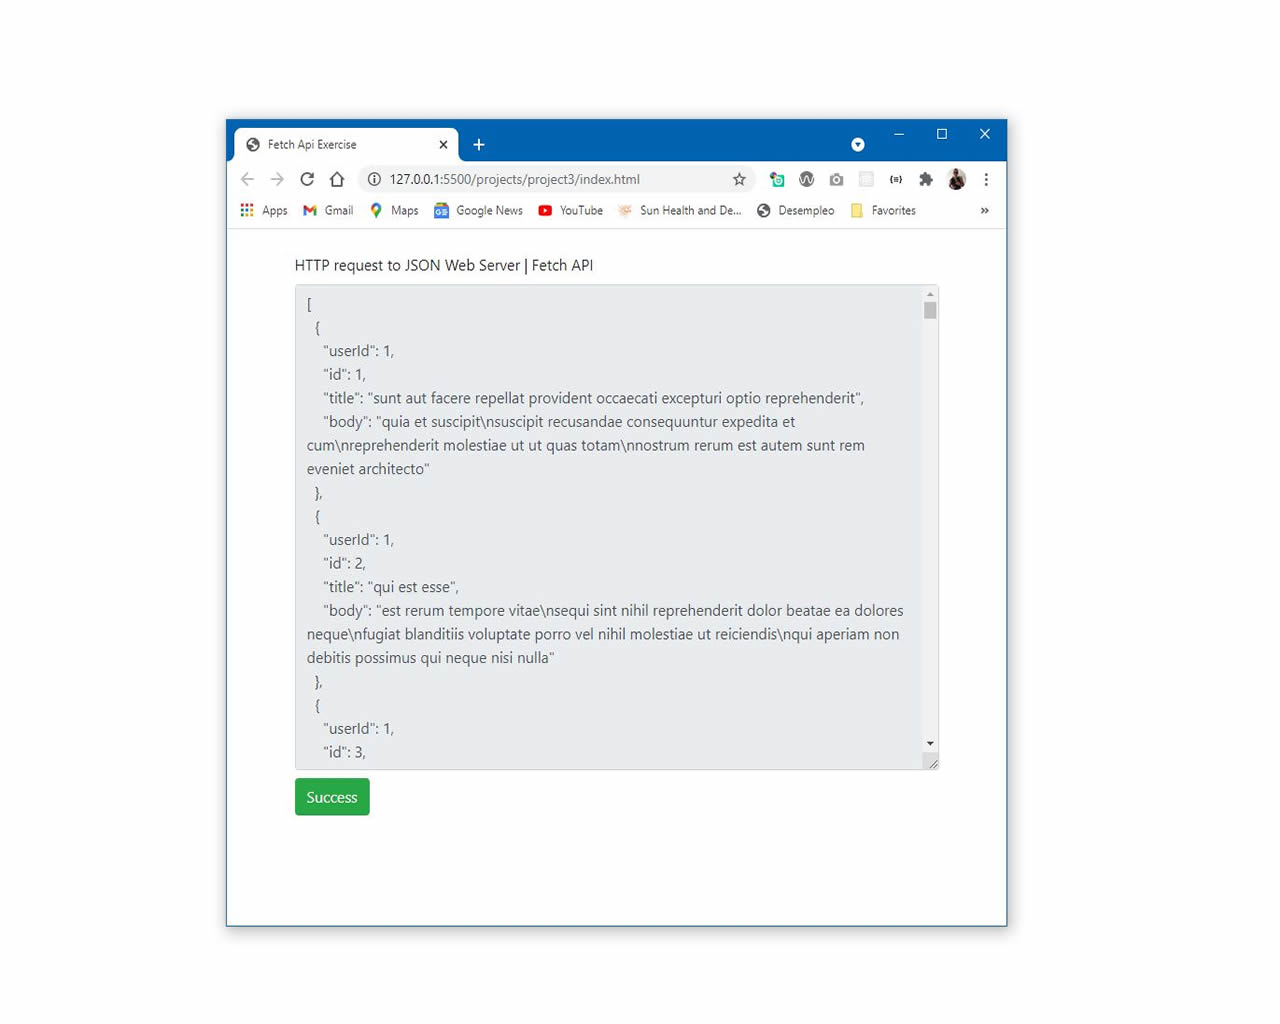 Fetch Api Exercise
127.0.0.1:5500/projects/project3/index.html
Apps Gmail Maps Google News YouTube Sun Health and De... Desempleo Favorites »
HTTP request to JSON Web Server | Fetch API
[
{
"userId": 1,
"id": 1,
"title": "sunt aut facere repellat provident occaecati excepturi optio reprehenderit",
"body": "quia et suscipit\nsuscipit recusandae consequuntur expedita et
cum\nreprehenderit molestiae ut ut quas totam\nnostrum rerum est autem sunt rem
eveniet architecto"
},
{
"userId": 1,
"id": 2,
"title": "qui est esse",
"body": "est rerum tempore vitae\nsequi sint nihil reprehenderit dolor beatae ea dolores
neque\nfugiat blanditiis voluptate porro vel nihil molestiae ut reiciendis\nqui aperiam non
debitis possimus qui neque nisi nulla"
},
{
"userId": 1,
"id": 3,
Success